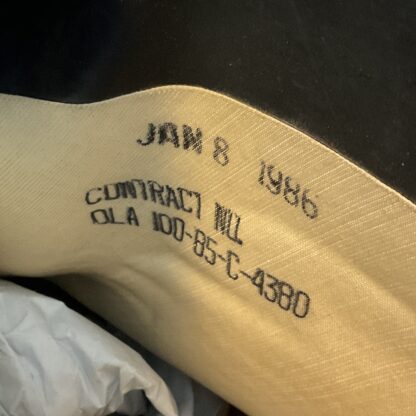 JAN 8 1986
CONTRACT NO.
DLA 100-85-C-4380